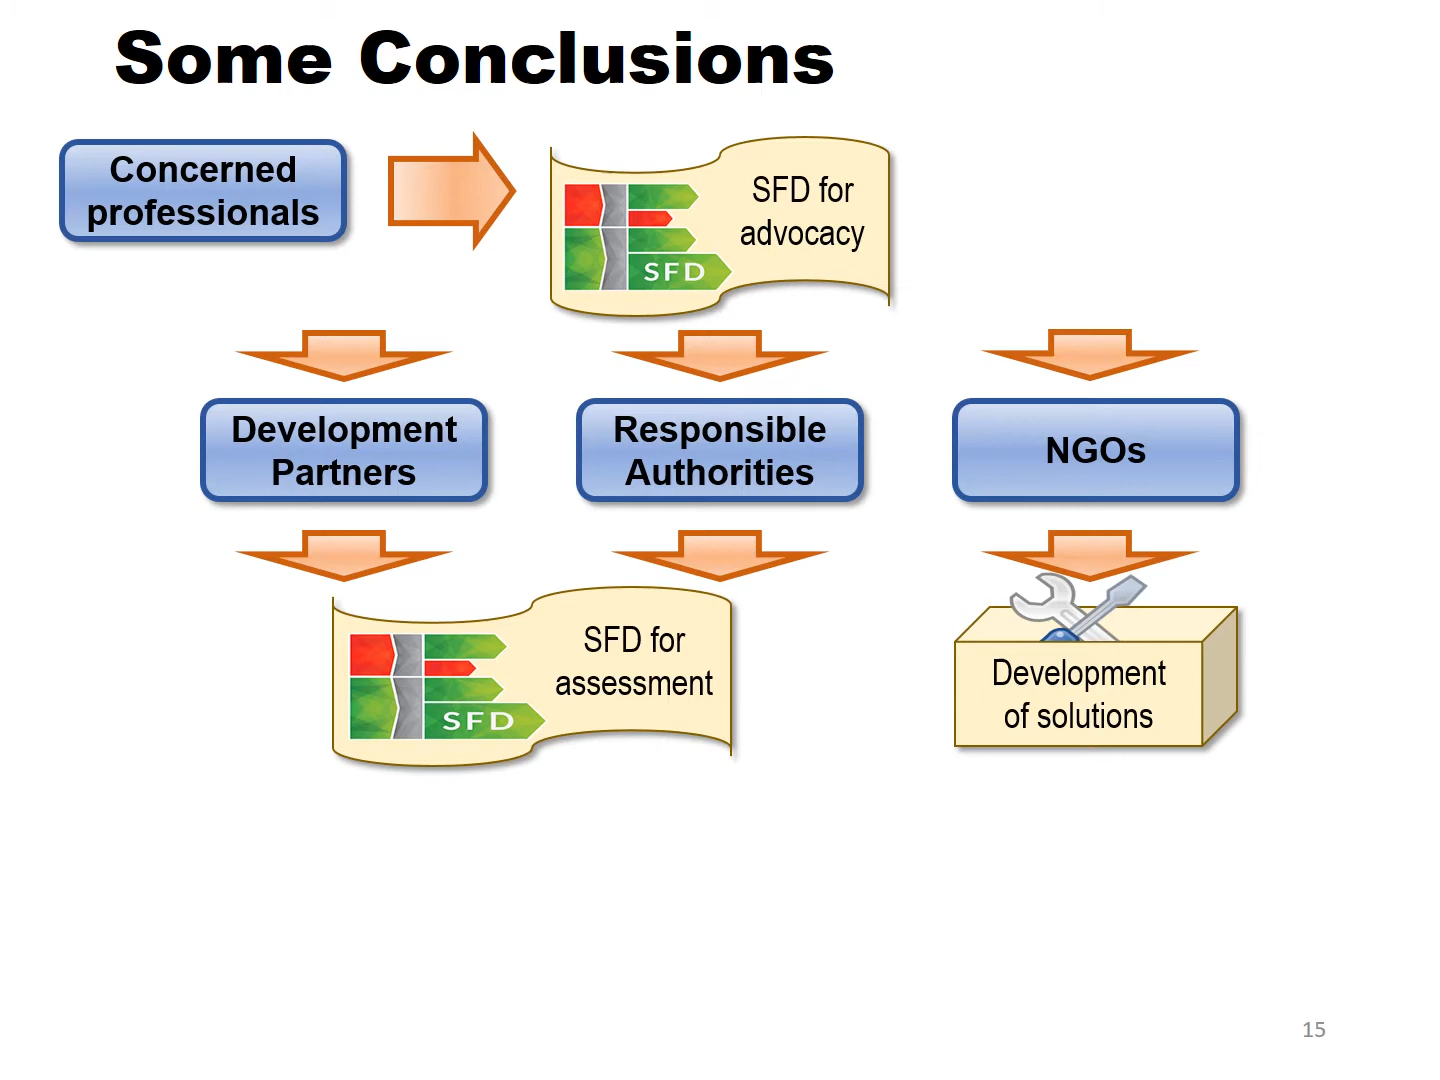 Some Conclusions
Concerned
professionals
SFD for
advocacy
SFD
Development
Partners
Responsible
Authorities
NGOs
SFD for
assessment
SFD
Development
of solutions
15